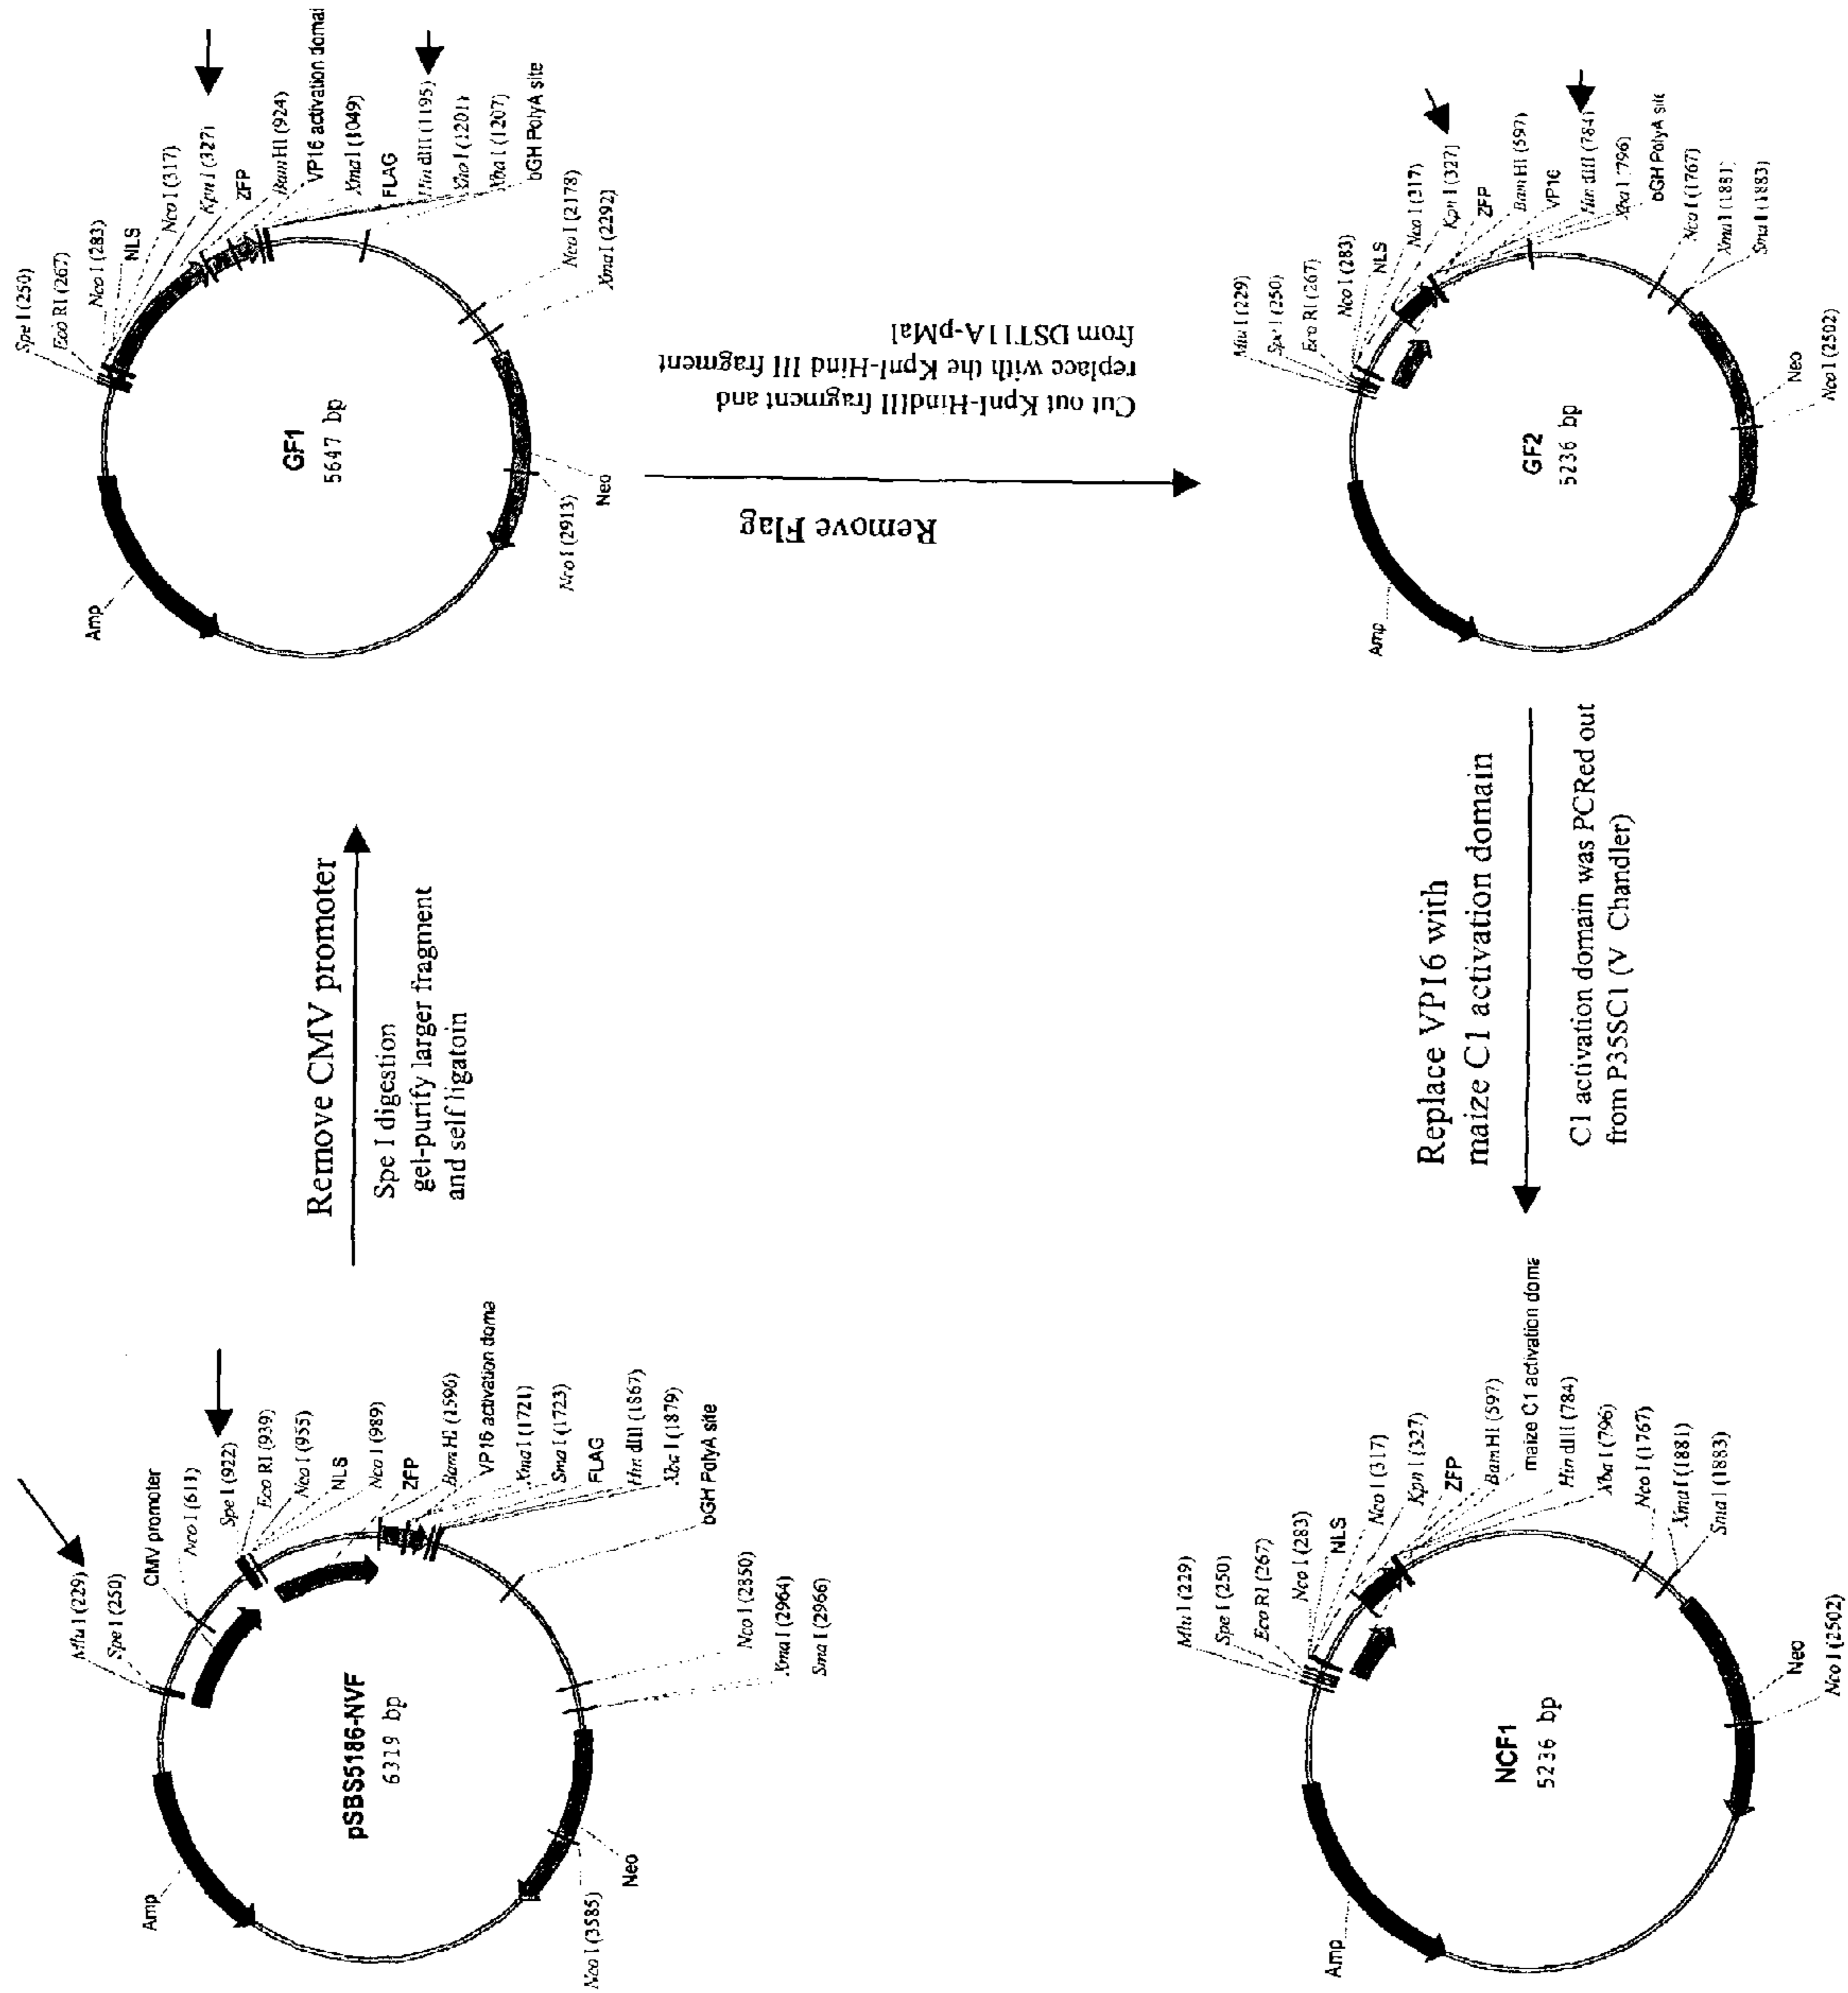 pSBS5186-NVF
6319 bp
Amp
Mlu I (229)
Spe I (250)
CMV promoter
Nco I (611)
Spe I (922)
Eco RI (939)
Nco I (955)
NLS
Nco I (989)
ZFP
BamHI (1596)
VP16 activation doma
Xma I (1721)
Sma I (1723)
FLAG
Hin dIII (1867)
Xba I (1879)
bGH PolyA site
Nco I (2850)
Xma I (2964)
Sma I (2966)
Neo
Nco I (3585)
Remove CMV promoter
Spe I digestion
gel-purify larger fragment
and self ligatoin
GF1
5647 bp
Amp
Spe I (250)
Eco RI (267)
Nco I (283)
NLS
Nco I (317)
Kpn I (327)
ZFP
BamHI (924)
VP16 activation domai
Xma I (1049)
FLAG
Hin dIII (1195)
Xho I (1201)
Xba I (1207)
bGH PolyA site
Nco I (2178)
Xma I (2292)
Neo
Nco I (2913)
Remove Flag
Cut out KpnI-HindIII fragment and
replace with the KpnI-Hind III fragment
from DST11A-pMal
GF2
5236 bp
Amp
Mlu I (229)
Spe I (250)
Eco RI (267)
Nco I (283)
NLS
Nco I (317)
Kpn I (327)
ZFP
BamHI (597)
VP16
Hin dIII (784)
Xba I (796)
bGH PolyA site
Nco I (1767)
Xma I (1881)
Sma I (1883)
Neo
Nco I (2502)
Replace VP16 with
maize C1 activation domain
C1 activation domain was PCRed out
from P35SC1 (V Chandler)
NCF1
5236 bp
Amp
Mlu I (229)
Spe I (250)
Eco RI (267)
Nco I (283)
NLS
Nco I (317)
Kpn I (327)
ZFP
BamHI (597)
maize C1 activation doma
Hin dIII (784)
Xba I (796)
Nco I (1767)
Xma I (1881)
Sma I (1883)
Neo
Nco I (2502)